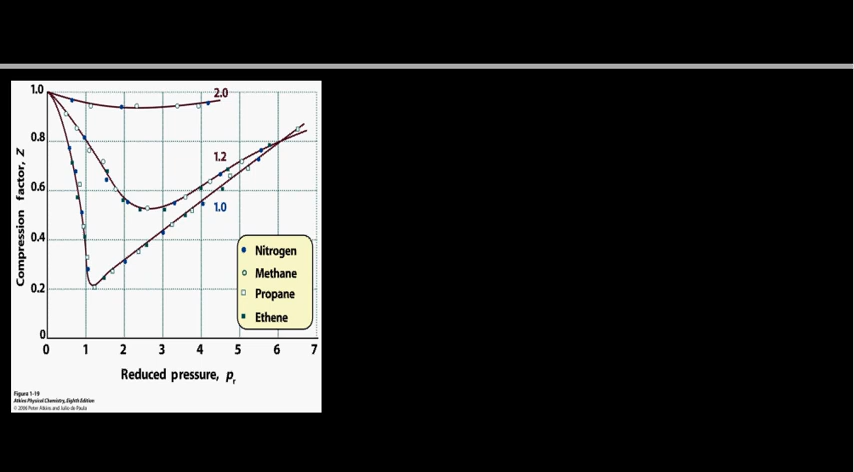 1.0
2.0
0.8
1.2
0.6
1.0
0.4
0.2
0
Compression factor, Z
Nitrogen
Methane
Propane
Ethene
0 1 2 3 4 5 6 7
Reduced pressure, pr
Figure 1-19
Atkins Physical Chemistry, Eighth Edition
© 2006 Peter Atkins and Julio de Paula